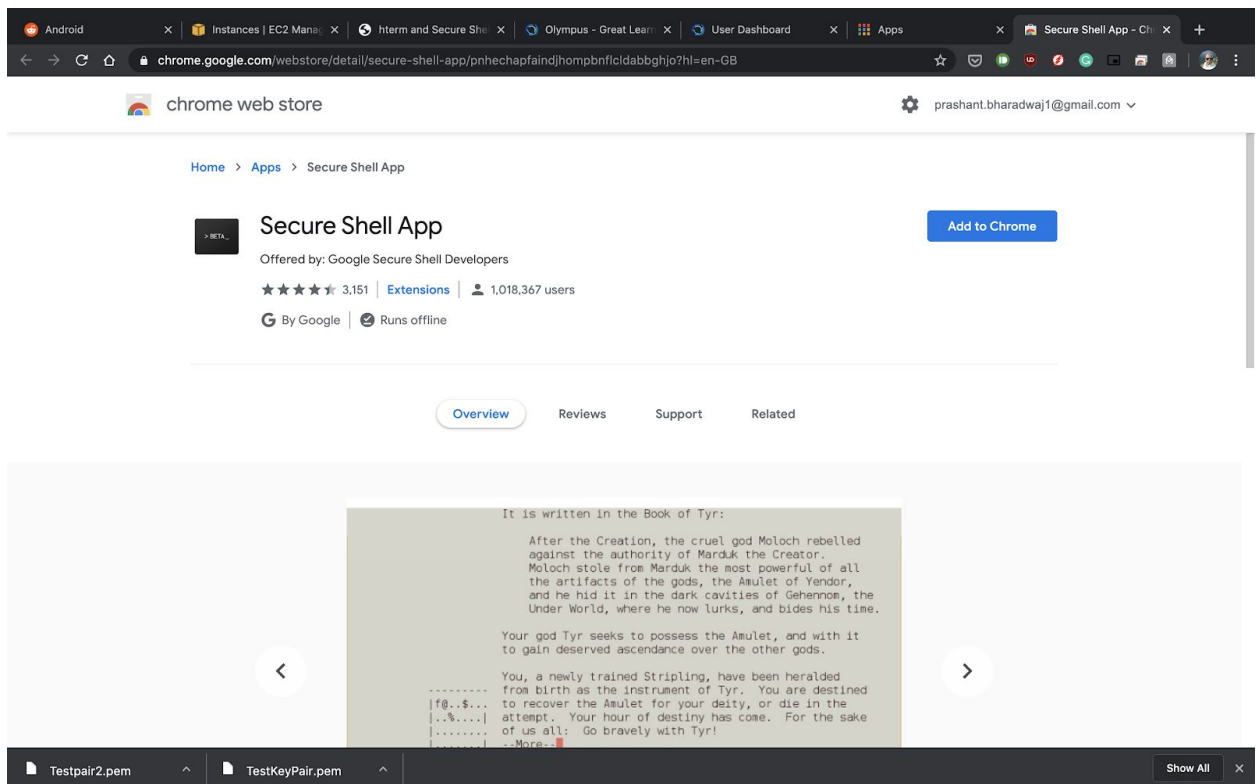 Android
Instances | EC2 Manag
hterm and Secure She
Olympus - Great Learn
User Dashboard
Apps
Secure Shell App - Ch
chrome.google.com/webstore/detail/secure-shell-app/pnhechapfaindjhompbnflcldabbghjo?hl=en-GB
chrome web store
prashant.bharadwaj1@gmail.com
Home > Apps > Secure Shell App
> BETA_
Secure Shell App
Add to Chrome
Offered by: Google Secure Shell Developers
3,151 | Extensions | 1,018,367 users
G By Google | Runs offline
Overview Reviews Support Related
It is written in the Book of Tyr:
After the Creation, the cruel god Moloch rebelled
against the authority of Marduk the Creator.
Moloch stole from Marduk the most powerful of all
the artifacts of the gods, the Amulet of Yendor,
and he hid it in the dark cavities of Gehennom, the
Under World, where he now lurks, and bides his time.
Your god Tyr seeks to possess the Amulet, and with it
to gain deserved ascendance over the other gods.
You, a newly trained Stripling, have been heralded
--------- from birth as the instrument of Tyr. You are destined
|f@..$... to recover the Amulet for your deity, or die in the
|..%....| attempt. Your hour of destiny has come. For the sake
|........ of us all: Go bravely with Tyr!
|.......| --More--
Testpair2.pem
TestKeyPair.pem
Show All